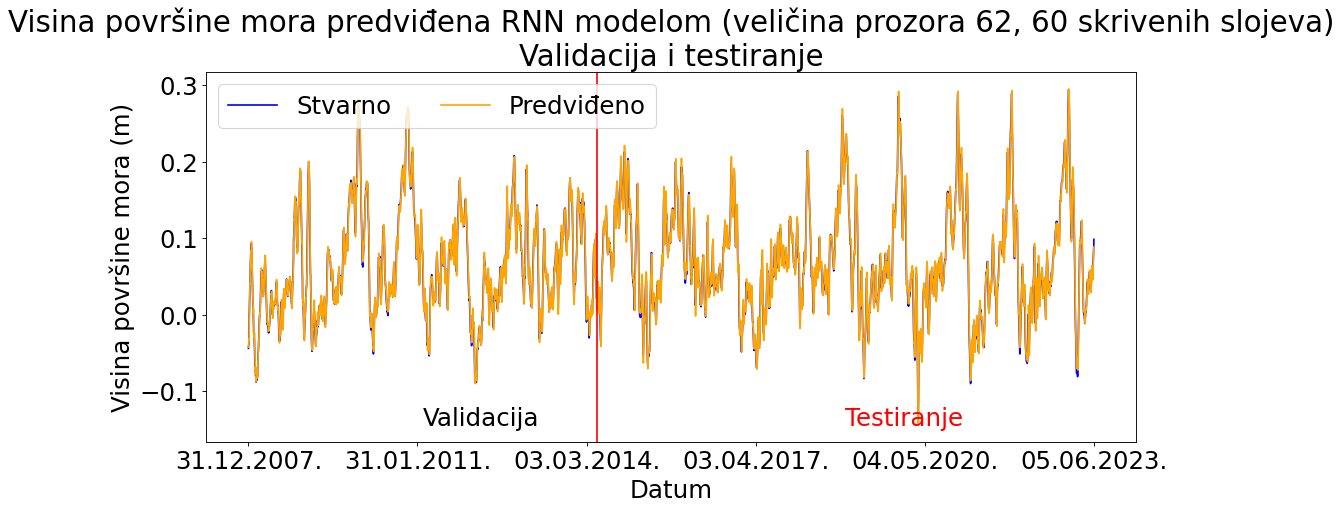 Visina površine mora predviđena RNN modelom (veličina prozora 62, 60 skrivenih slojeva)
Validacija i testiranje
Stvarno
Predviđeno
Visina površine mora (m)
0.3
0.2
0.1
0.0
−0.1
Validacija
Testiranje
31.12.2007.
31.01.2011.
03.03.2014.
03.04.2017.
04.05.2020.
05.06.2023.
Datum